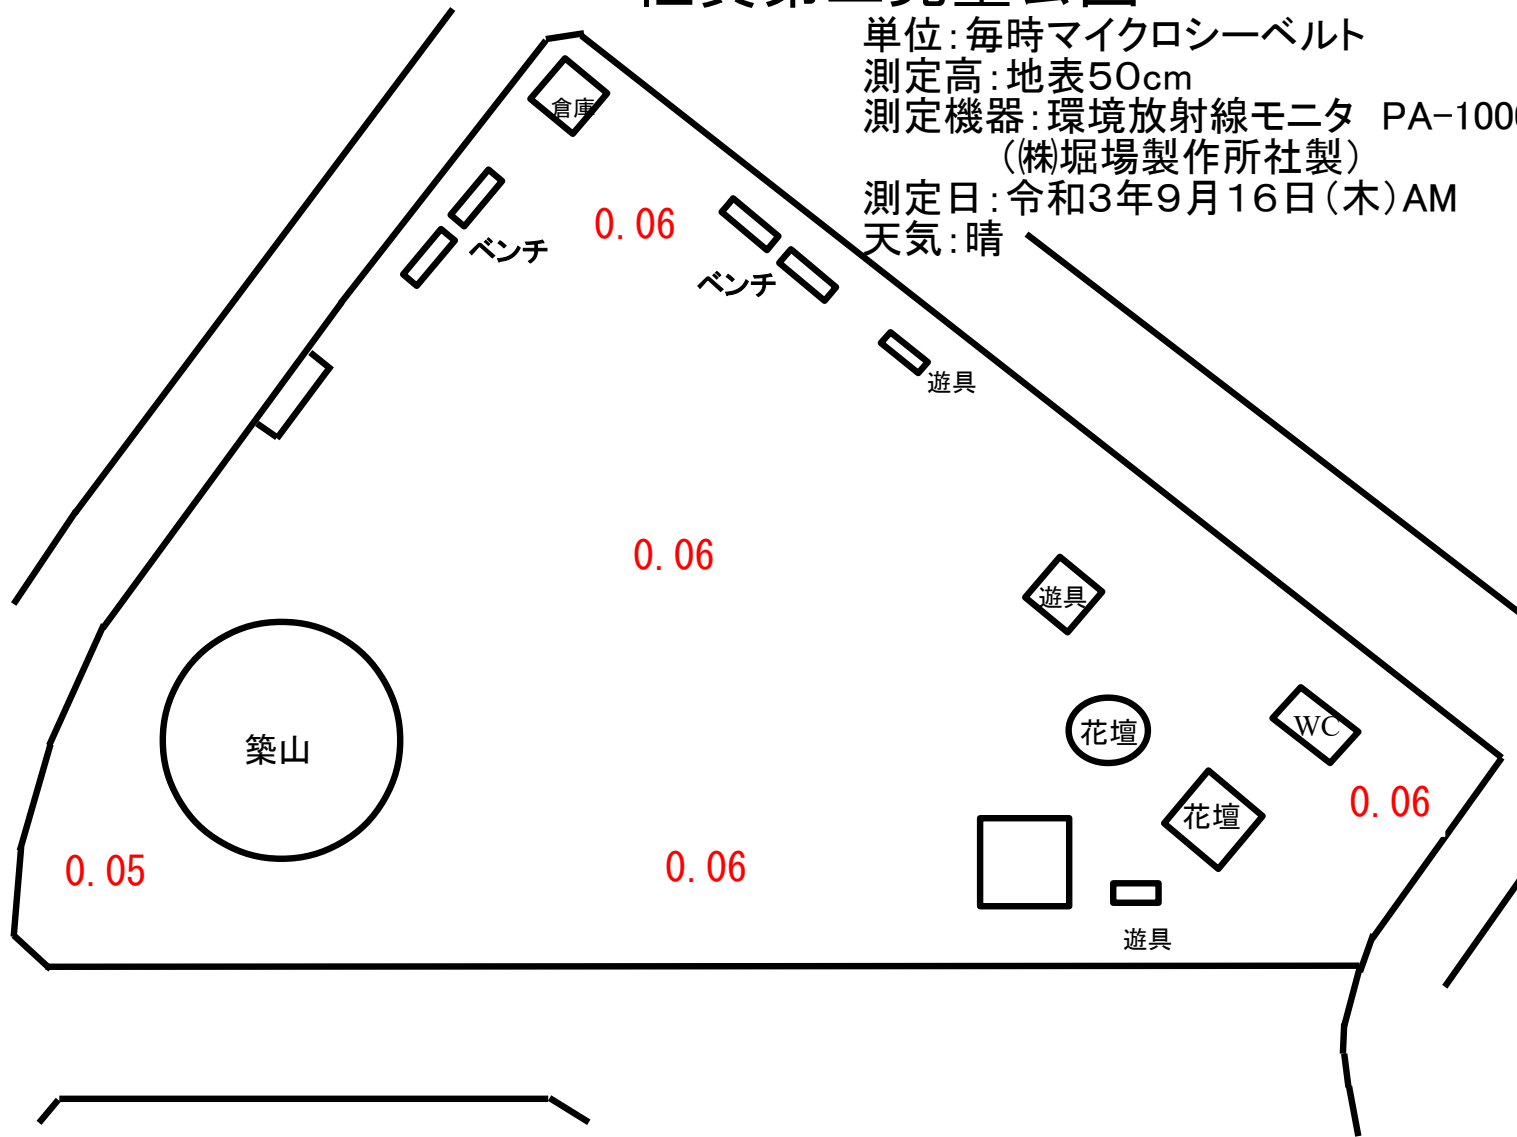 単位：毎時マイクロシーベルト
測定高：地表50cm
測定機器：環境放射線モニタ　PA-1000
（㈱堀場製作所社製）
測定日：令和3年9月16日（木）AM
天気：晴
倉庫
0.06
ベンチ
ベンチ
遊具
0.06
遊具
築山
花壇
WC
花壇
0.06
0.05
0.06
遊具